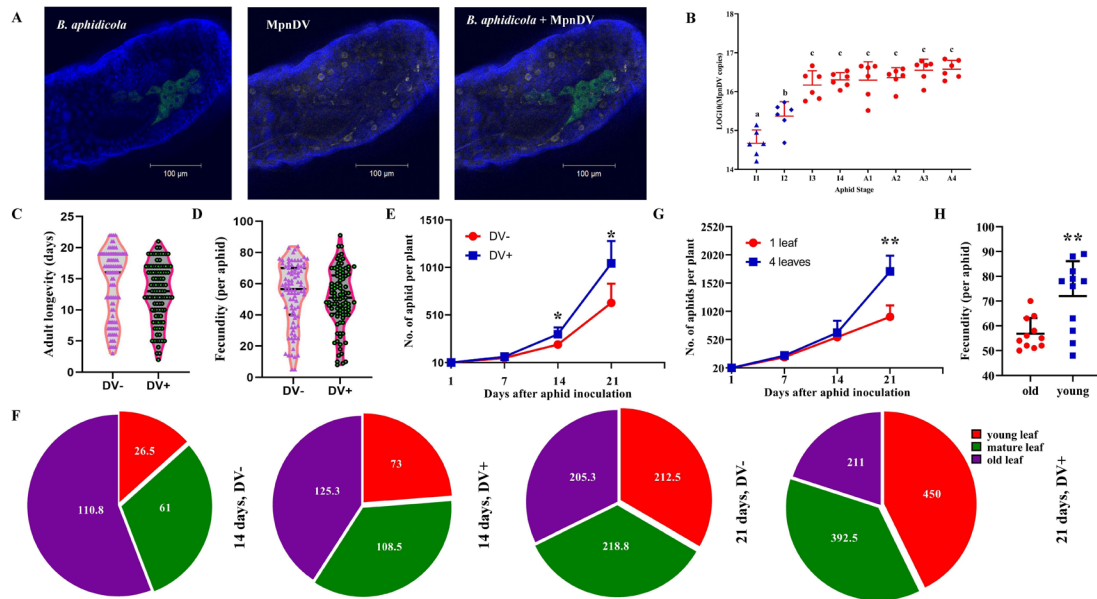 A
B. aphidicola
MpnDV
B. aphidicola + MpnDV
100 μm
100 μm
100 μm
B
LOG10(MpnDV copies)
17
16
15
14
a
b
c
c
c
c
c
c
I1 I2 I3 I4 A1 A2 A3 A4
Aphid Stage
C
Adult longevity (days)
25
20
15
10
5
0
DV- DV+
D
Fecundity (per aphid)
100
80
60
40
20
0
DV- DV+
E
No. of aphid per plant
1510
1010
510
10
DV-
DV+
*
*
1 7 14 21
Days after aphid inoculation
G
No. of aphids per plant
2520
2020
1520
1020
520
20
1 leaf
4 leaves
**
1 7 14 21
Days after aphid inoculation
H
Fecundity (per aphid)
100
90
80
70
60
50
40
**
old young
F
26.5
61
110.8
14 days, DV-
73
108.5
125.3
14 days, DV+
212.5
218.8
205.3
21 days, DV-
450
392.5
211
21 days, DV+
young leaf
mature leaf
old leaf